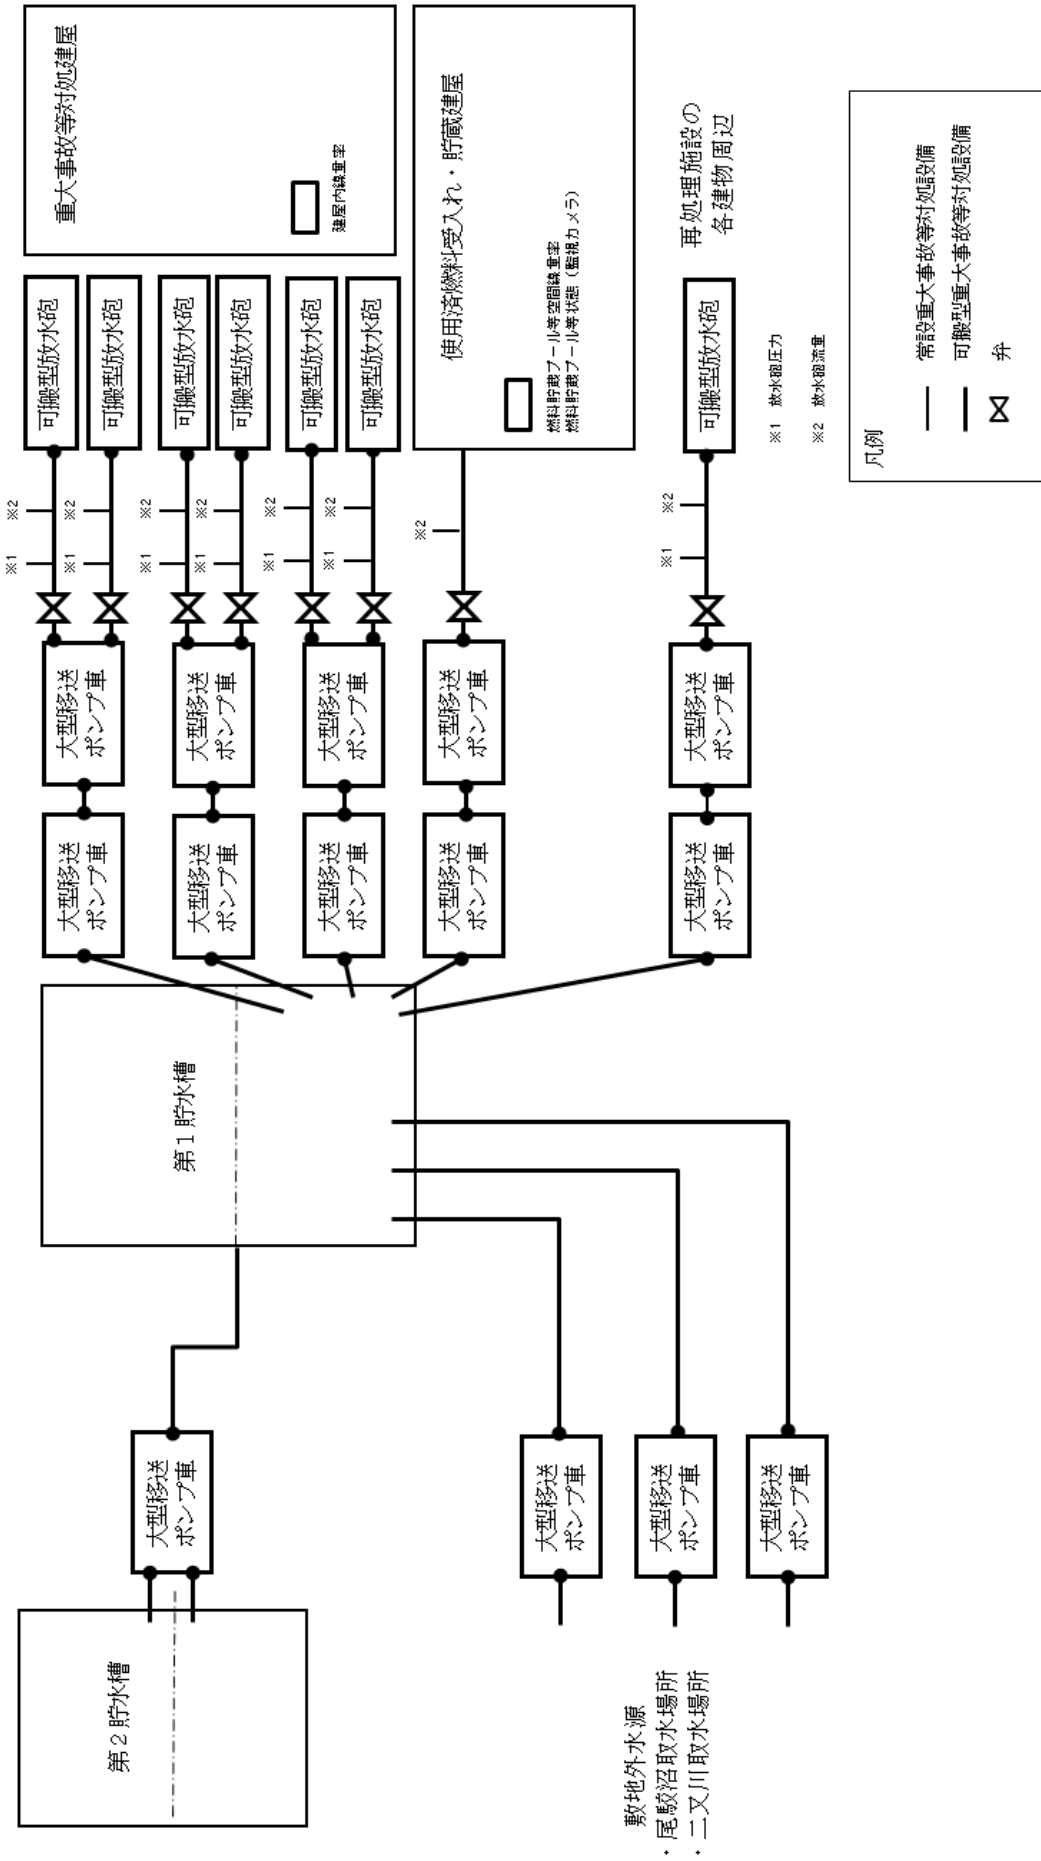 重大事故等対処建屋
建屋内線量率
使用済燃料受入れ・貯蔵建屋
燃料貯蔵プール等空間線量率
燃料貯蔵プール等状態(監視カメラ)
再処理施設の
各建物周辺
可搬型放水砲
可搬型放水砲
可搬型放水砲
可搬型放水砲
可搬型放水砲
可搬型放水砲
可搬型放水砲
※2
※2
※2
※2
※2
※2
※2
※2
※1
※1
※1
※1
※1
※1
※1
大型移送
ポンプ車
大型移送
ポンプ車
大型移送
ポンプ車
大型移送
ポンプ車
大型移送
ポンプ車
大型移送
ポンプ車
大型移送
ポンプ車
大型移送
ポンプ車
大型移送
ポンプ車
大型移送
ポンプ車
第1貯水槽
大型移送
ポンプ車
大型移送
ポンプ車
大型移送
ポンプ車
大型移送
ポンプ車
第2貯水槽
敷地外水源
・尾駮沼取水場所
・二又川取水場所
※1 放水砲圧力
※2 放水砲流量
凡例
常設重大事故等対処設備
可搬型重大事故等対処設備
弁